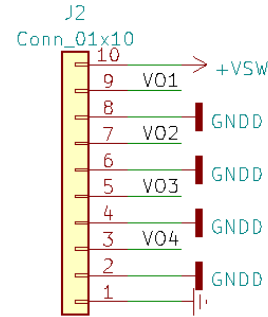 J2
Conn_01x10
10
+VSW
9 VO1
8
GNDD
7 VO2
6
GNDD
5 VO3
4
GNDD
3 VO4
2
GNDD
1